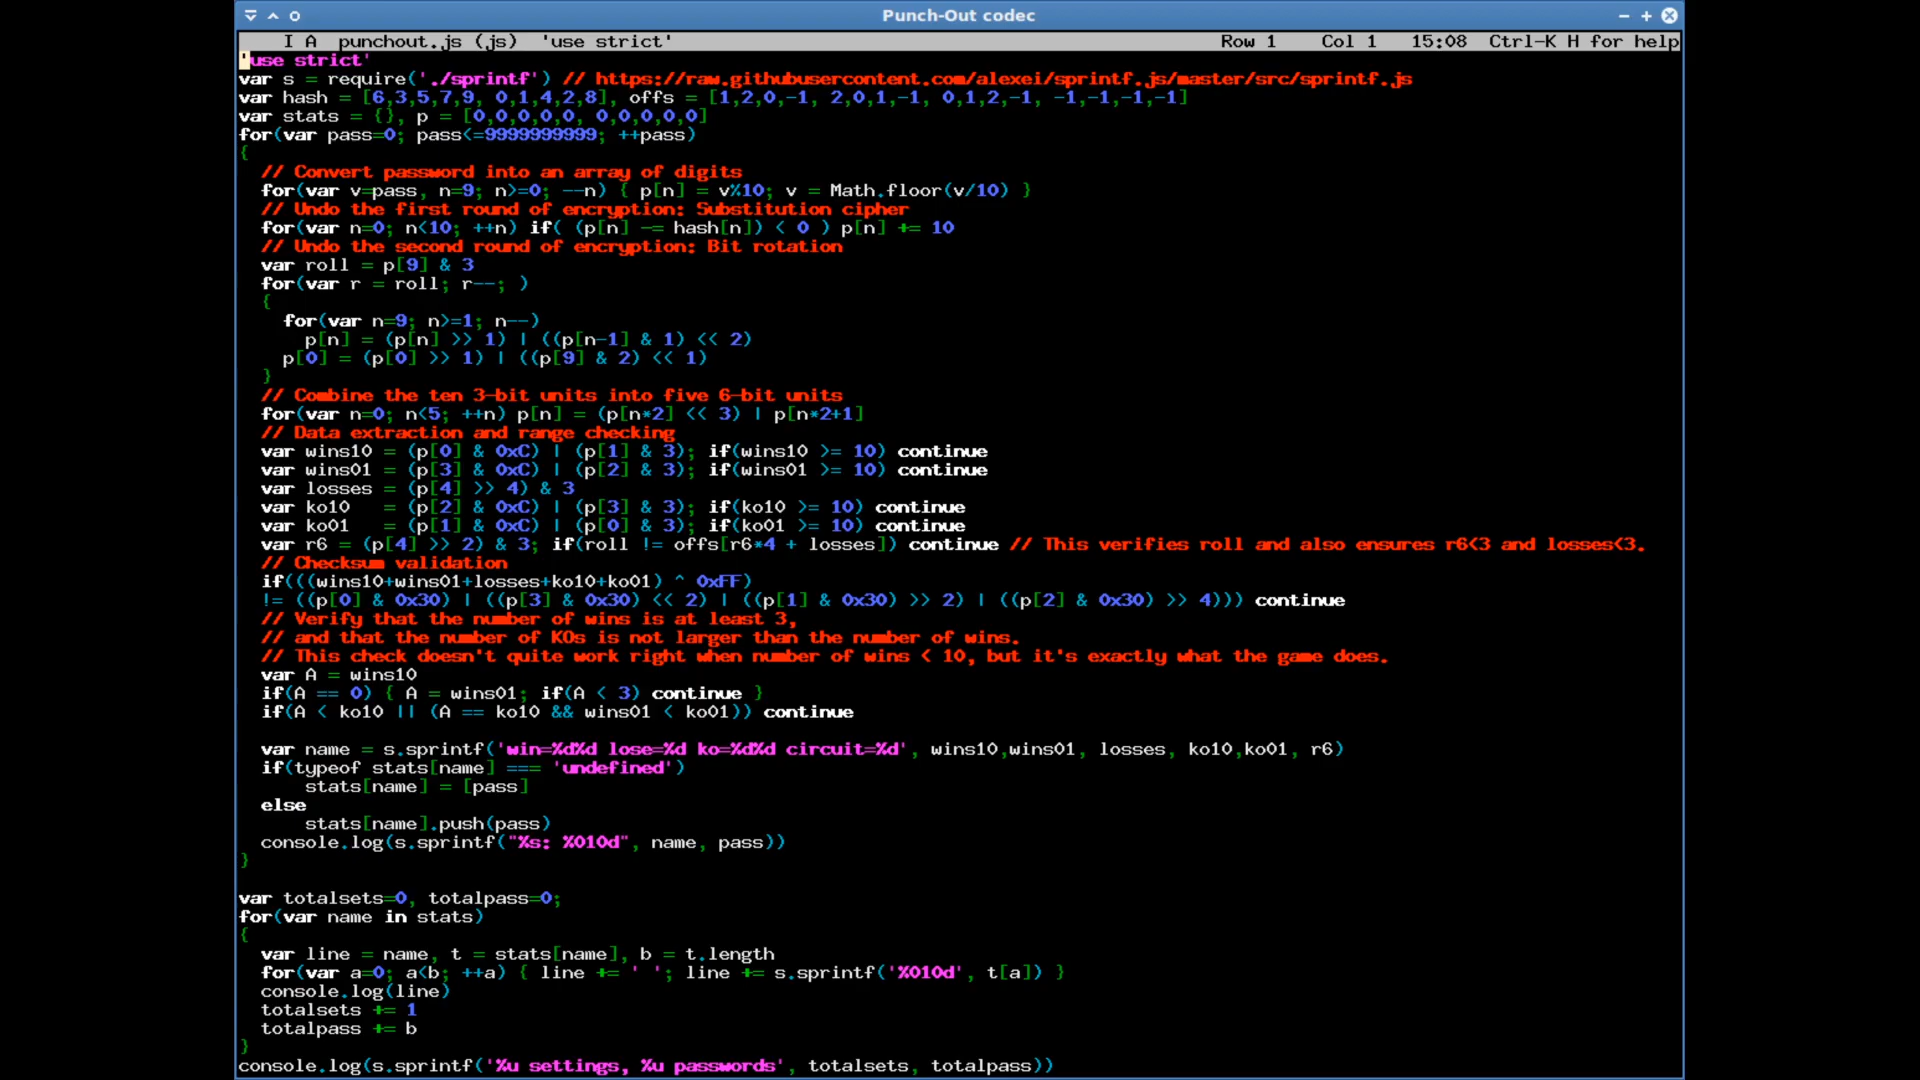 Punch-Out codec
I A punchout.js (js) 'use strict' Row 1 Col 1 15:08 Ctrl-K H for help
'use strict'
var s = require('./sprintf') // https://raw.githubusercontent.com/alexei/sprintf.js/master/src/sprintf.js
var hash = [6,3,5,7,9, 0,1,4,2,8], offs = [1,2,0,-1, 2,0,1,-1, 0,1,2,-1, -1,-1,-1,-1]
var stats = {}, p = [0,0,0,0,0, 0,0,0,0,0]
for(var pass=0; pass<=9999999999; ++pass)
{
  // Convert password into an array of digits
  for(var v=pass, n=9; n>=0; --n) { p[n] = v%10; v = Math.floor(v/10) }
  // Undo the first round of encryption: Substitution cipher
  for(var n=0; n<10; ++n) if( (p[n] -= hash[n]) < 0 ) p[n] += 10
  // Undo the second round of encryption: Bit rotation
  var roll = p[9] & 3
  for(var r = roll; r--; )
  {
    for(var n=9; n>=1; n--)
      p[n] = (p[n] >> 1) | ((p[n-1] & 1) << 2)
    p[0] = (p[0] >> 1) | ((p[9] & 2) << 1)
  }
  // Combine the ten 3-bit units into five 6-bit units
  for(var n=0; n<5; ++n) p[n] = (p[n*2] << 3) | p[n*2+1]
  // Data extraction and range checking
  var wins10 = (p[0] & 0xC) | (p[1] & 3); if(wins10 >= 10) continue
  var wins01 = (p[3] & 0xC) | (p[2] & 3); if(wins01 >= 10) continue
  var losses = (p[4] >> 4) & 3
  var ko10   = (p[2] & 0xC) | (p[3] & 3); if(ko10 >= 10) continue
  var ko01   = (p[1] & 0xC) | (p[0] & 3); if(ko01 >= 10) continue
  var r6 = (p[4] >> 2) & 3; if(roll != offs[r6*4 + losses]) continue // This verifies roll and also ensures r6<3 and losses<3.
  // Checksum validation
  if(((wins10+wins01+losses+ko10+ko01) ^ 0xFF)
  != ((p[0] & 0x30) | ((p[3] & 0x30) << 2) | ((p[1] & 0x30) >> 2) | ((p[2] & 0x30) >> 4))) continue
  // Verify that the number of wins is at least 3,
  // and that the number of KOs is not larger than the number of wins.
  // This check doesn't quite work right when number of wins < 10, but it's exactly what the game does.
  var A = wins10
  if(A == 0) { A = wins01; if(A < 3) continue }
  if(A < ko10 || (A == ko10 && wins01 < ko01)) continue
  var name = s.sprintf('win=%d%d lose=%d ko=%d%d circuit=%d', wins10,wins01, losses, ko10,ko01, r6)
  if(typeof stats[name] === 'undefined')
      stats[name] = [pass]
  else
      stats[name].push(pass)
  console.log(s.sprintf("%s: %010d", name, pass))
}
var totalsets=0, totalpass=0;
for(var name in stats)
{
  var line = name, t = stats[name], b = t.length
  for(var a=0; a<b; ++a) { line += ' '; line += s.sprintf('%010d', t[a]) }
  console.log(line)
  totalsets += 1
  totalpass += b
}
console.log(s.sprintf('%u settings, %u passwords', totalsets, totalpass))